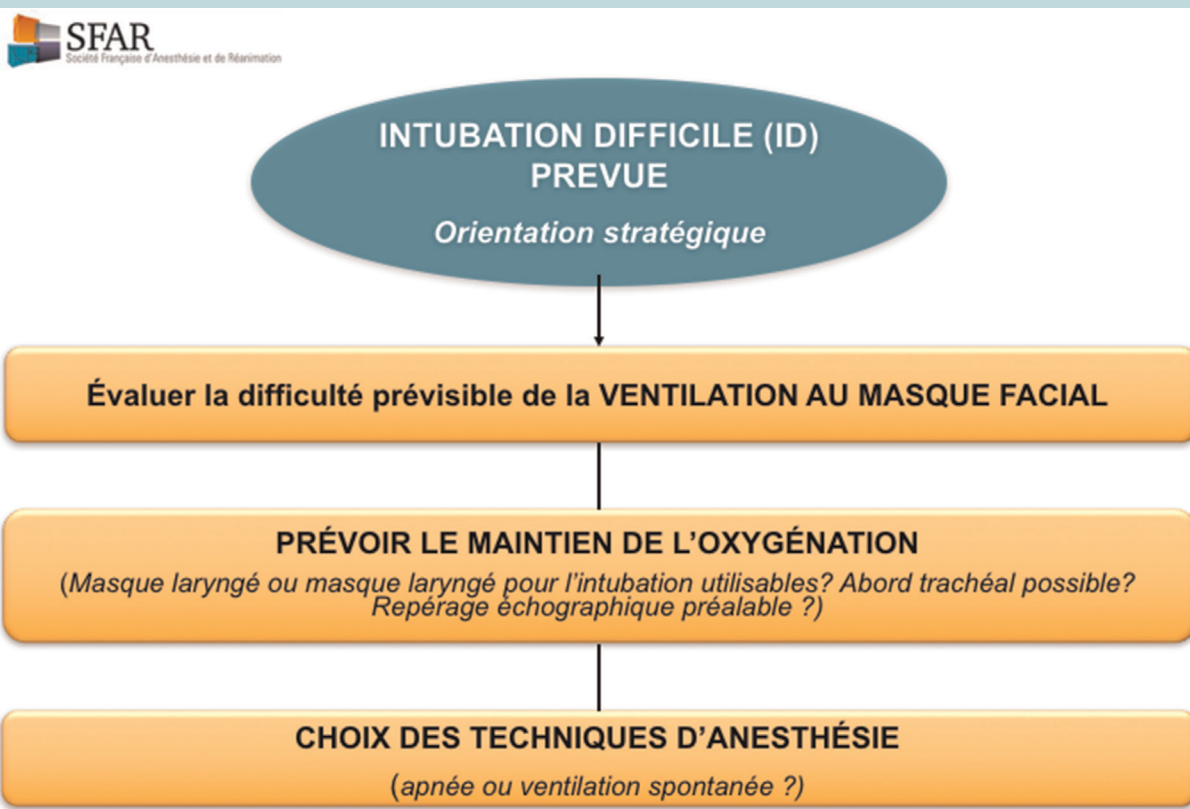 SFAR
Société Française d'Anesthésie et de Réanimation
INTUBATION DIFFICILE (ID)
PREVUE
Orientation stratégique
Évaluer la difficulté prévisible de la VENTILATION AU MASQUE FACIAL
PRÉVOIR LE MAINTIEN DE L'OXYGÉNATION
(Masque laryngé ou masque laryngé pour l'intubation utilisables? Abord trachéal possible?
Repérage échographique préalable ?)
CHOIX DES TECHNIQUES D'ANESTHÉSIE
(apnée ou ventilation spontanée ?)